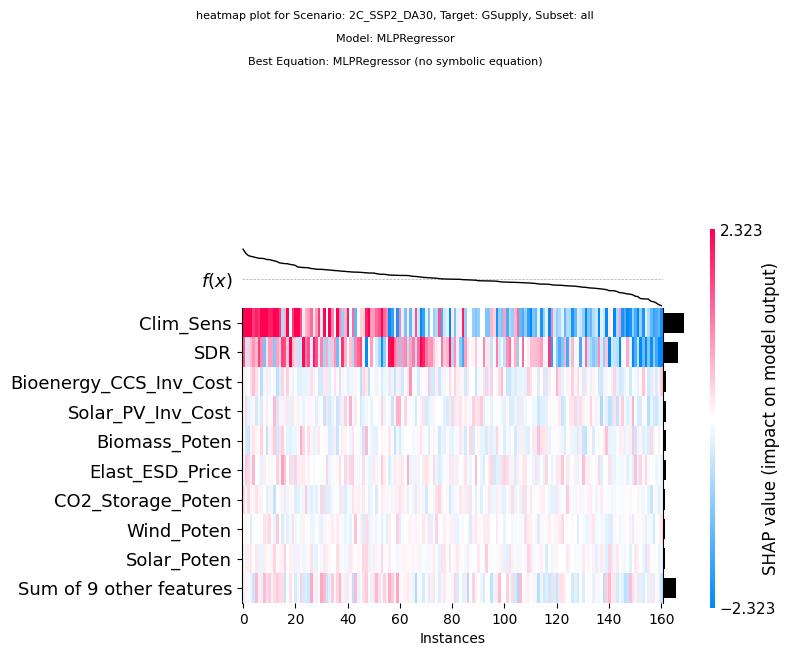 heatmap plot for Scenario: 2C_SSP2_DA30, Target: GSupply, Subset: all
Model: MLPRegressor
Best Equation: MLPRegressor (no symbolic equation)
2.323
f(x)
Clim_Sens
SDR
Bioenergy_CCS_Inv_Cost
Solar_PV_Inv_Cost
Biomass_Poten
Elast_ESD_Price
CO2_Storage_Poten
Wind_Poten
Solar_Poten
Sum of 9 other features
SHAP value (impact on model output)
−2.323
0 20 40 60 80 100 120 140 160
Instances